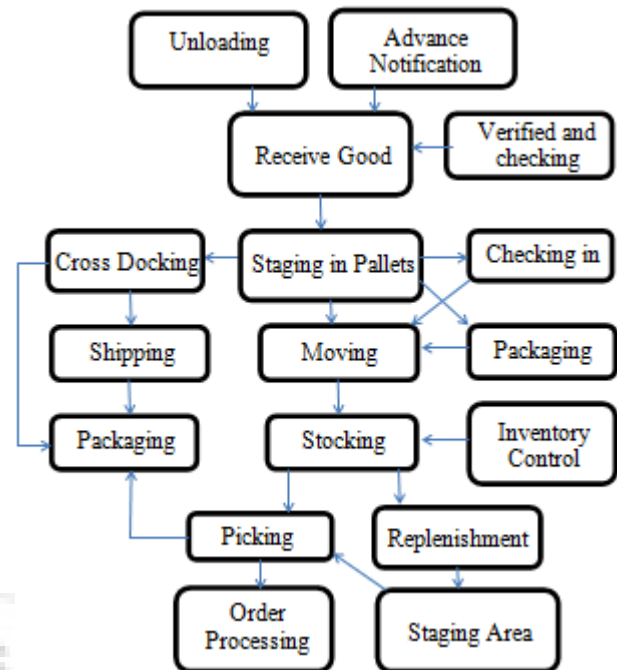 Unloading
Advance
Notification
Receive Good
Verified and
checking
Cross Docking
Staging in Pallets
Checking in
Shipping
Moving
Packaging
Packaging
Stocking
Inventory
Control
Picking
Replenishment
Order
Processing
Staging Area